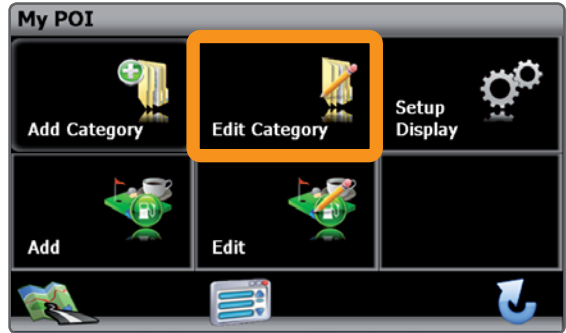 My POI
Add Category
Edit Category
Setup
Display
Add
Edit